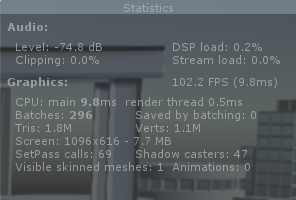 Statistics
Audio:
Level: -74.8 dB DSP load: 0.2%
Clipping: 0.0% Stream load: 0.0%
Graphics: 102.2 FPS (9.8ms)
CPU: main 9.8ms render thread 0.5ms
Batches: 296 Saved by batching: 0
Tris: 1.8M Verts: 1.1M
Screen: 1096x616 - 7.7 MB
SetPass calls: 69 Shadow casters: 47
Visible skinned meshes: 1 Animations: 0